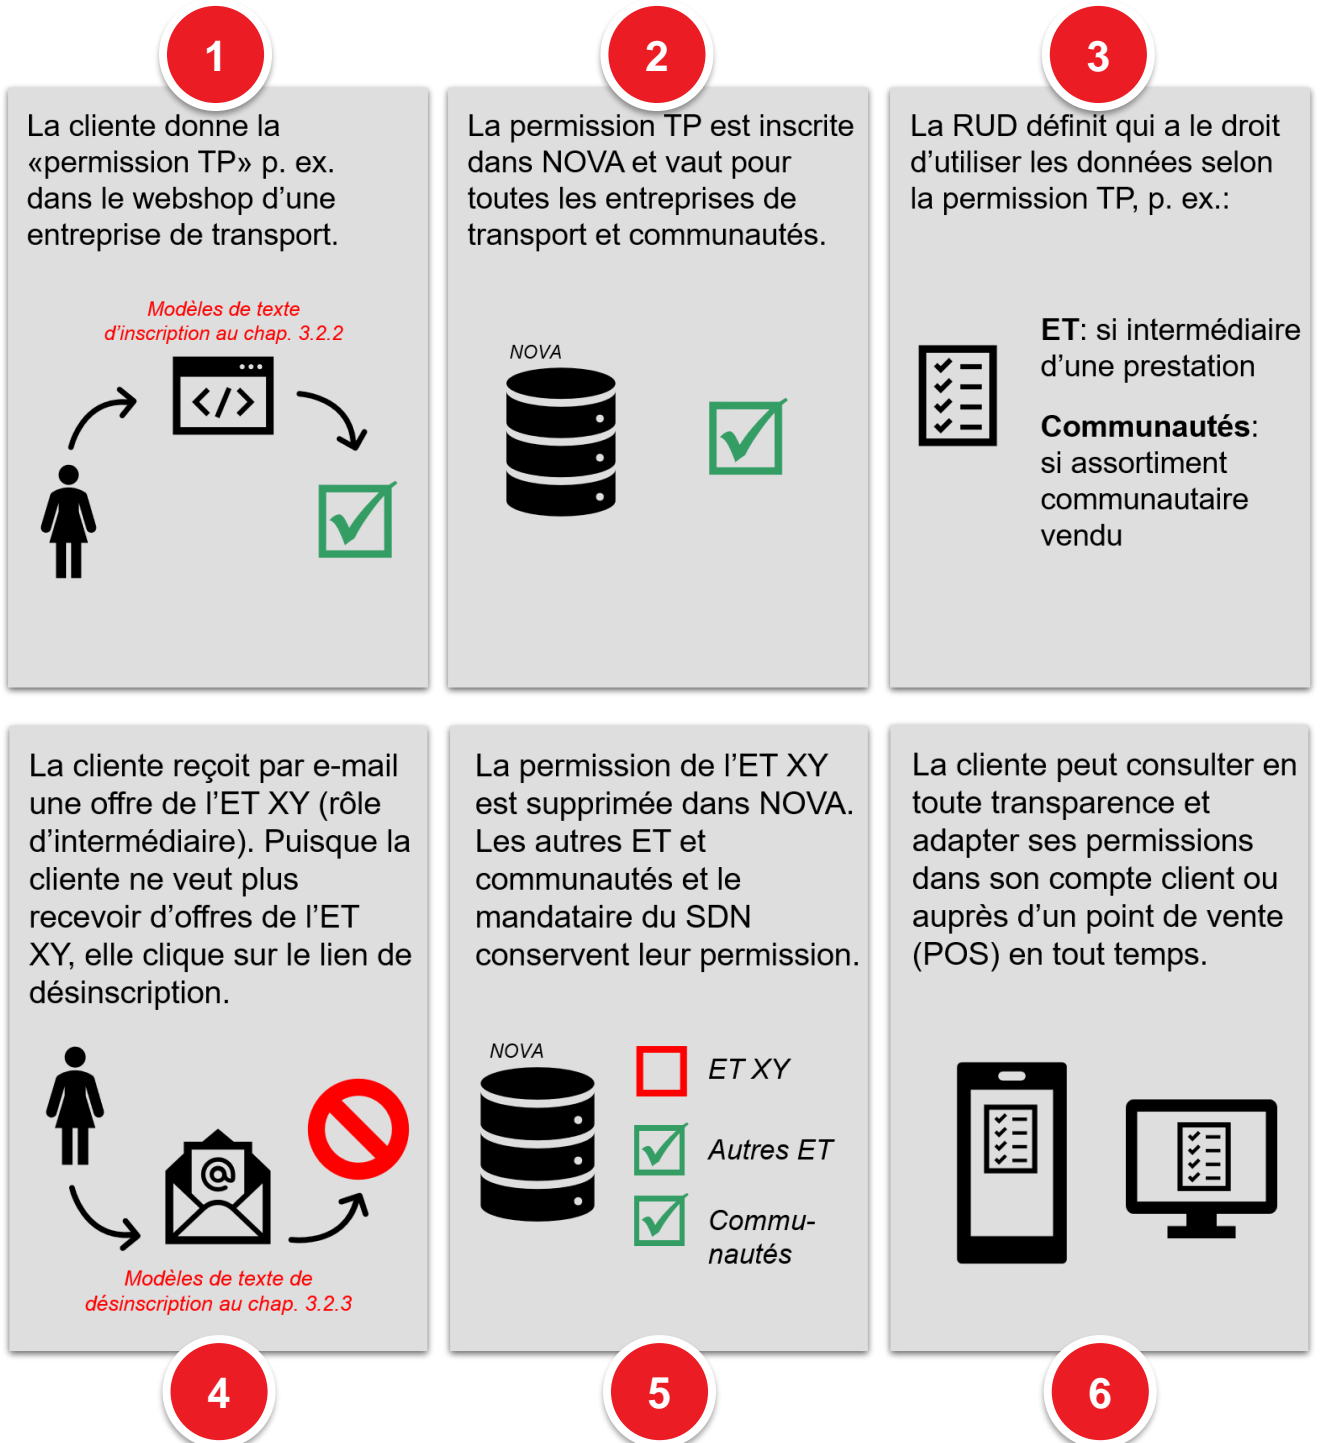 1
La cliente donne la
«permission TP» p. ex.
dans le webshop d’une
entreprise de transport.
Modèles de texte
d’inscription au chap. 3.2.2
</>
2
La permission TP est inscrite
dans NOVA et vaut pour
toutes les entreprises de
transport et communautés.
NOVA
3
La RUD définit qui a le droit
d’utiliser les données selon
la permission TP, p. ex.:
ET: si intermédiaire
d’une prestation
Communautés:
si assortiment
communautaire
vendu
La cliente reçoit par e-mail
une offre de l’ET XY (rôle
d’intermédiaire). Puisque la
cliente ne veut plus
recevoir d’offres de l’ET
XY, elle clique sur le lien de
désinscription.
@
Modèles de texte de
désinscription au chap. 3.2.3
4
La permission de l’ET XY
est supprimée dans NOVA.
Les autres ET et
communautés et le
mandataire du SDN
conservent leur permission.
NOVA
ET XY
Autres ET
Commu-
nautés
5
La cliente peut consulter en
toute transparence et
adapter ses permissions
dans son compte client ou
auprès d’un point de vente
(POS) en tout temps.
6